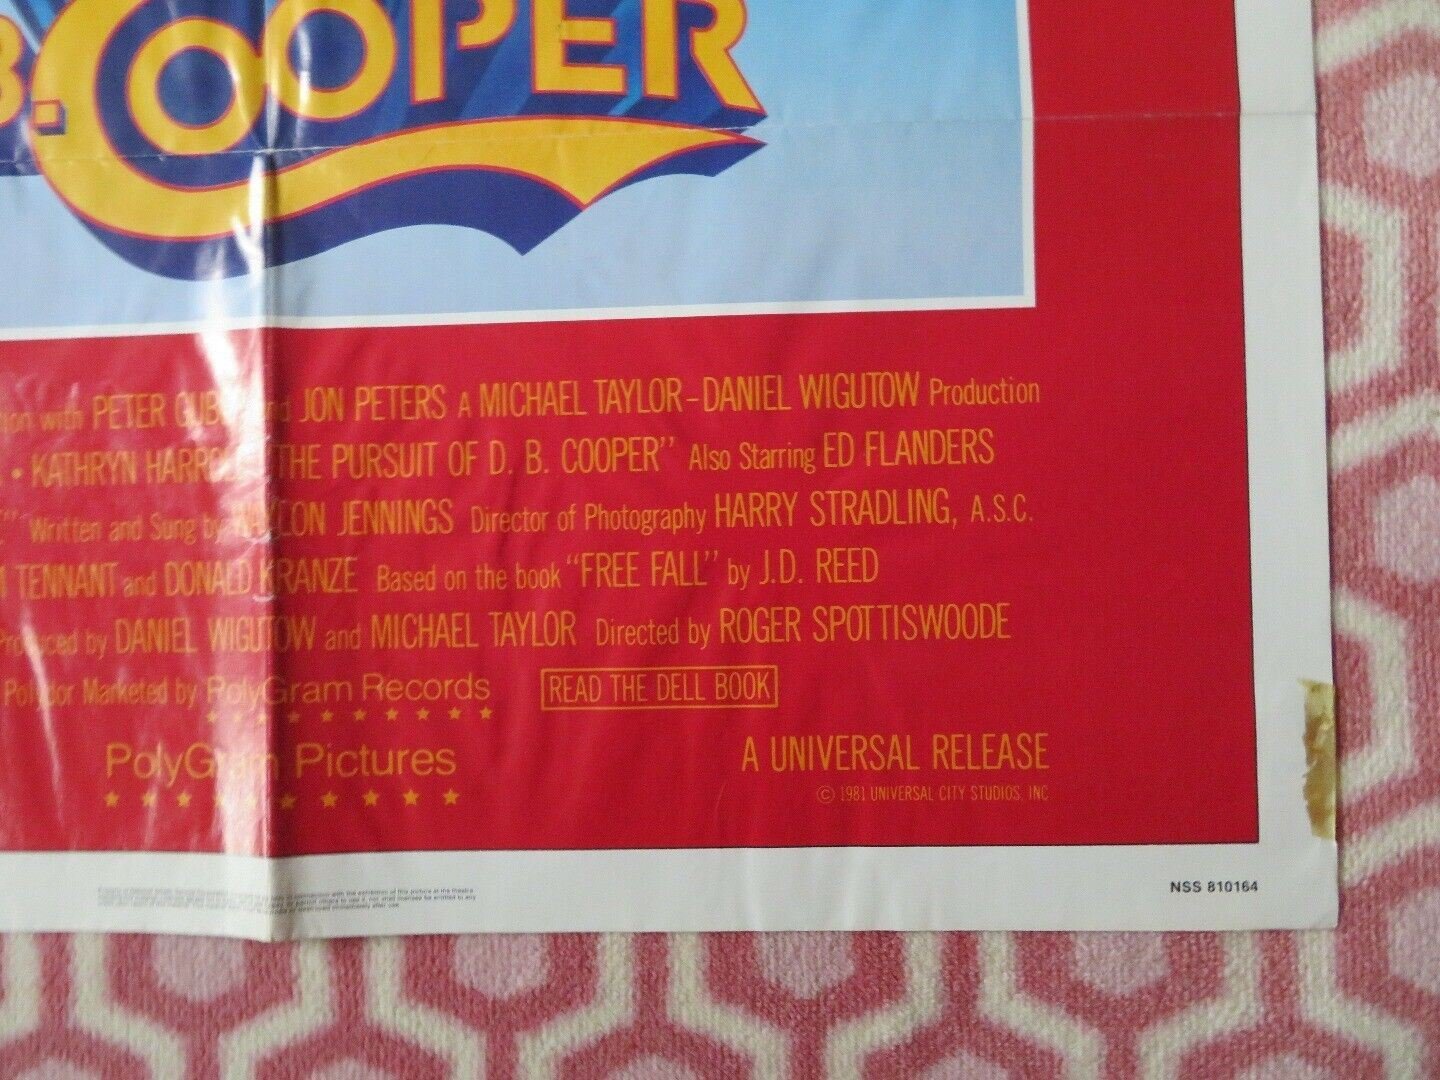 B. COOPER
with PETER GUBER and JON PETERS A MICHAEL TAYLOR-DANIEL WIGUTOW Production
• KATHRYN HARROLD "THE PURSUIT OF D. B. COOPER" Also Starring ED FLANDERS
Written and Sung by WAYLON JENNINGS Director of Photography HARRY STRADLING, A.S.C.
TENNANT and DONALD KRANZE Based on the book "FREE FALL" by J.D. REED
Produced by DANIEL WIGUTOW and MICHAEL TAYLOR Directed by ROGER SPOTTISWOODE
Polydor Marketed by PolyGram Records READ THE DELL BOOK
PolyGram Pictures
A UNIVERSAL RELEASE
© 1981 UNIVERSAL CITY STUDIOS, INC
NSS 810164